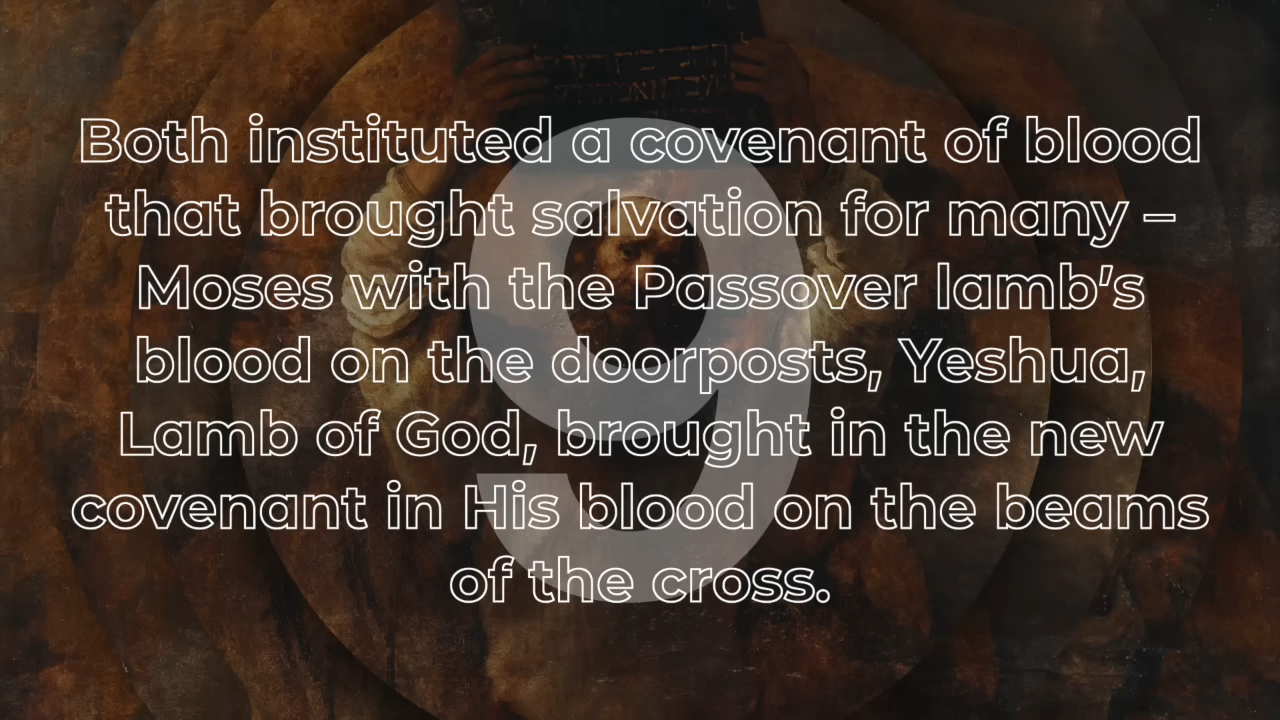 Both instituted a covenant of blood
that brought salvation for many –
Moses with the Passover lamb's
blood on the doorposts, Yeshua,
Lamb of God, brought in the new
covenant in His blood on the beams
of the cross.
9